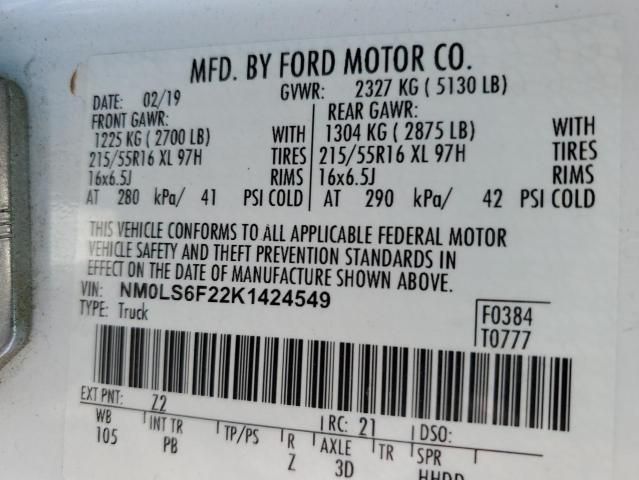 MFD. BY FORD MOTOR CO.
DATE: 02/19 GVWR: 2327 KG ( 5130 LB)
FRONT GAWR: REAR GAWR:
1225 KG ( 2700 LB) WITH 1304 KG ( 2875 LB) WITH
215/55R16 XL 97H TIRES 215/55R16 XL 97H TIRES
16x6.5J RIMS 16x6.5J RIMS
AT 280 kPa/ 41 PSI COLD AT 290 kPa/ 42 PSI COLD
THIS VEHICLE CONFORMS TO ALL APPLICABLE FEDERAL MOTOR
VEHICLE SAFETY AND THEFT PREVENTION STANDARDS IN
EFFECT ON THE DATE OF MANUFACTURE SHOWN ABOVE.
VIN: NM0LS6F22K1424549
TYPE: Truck
F0384
T0777
EXT PNT: Z2 RC: 21 DSO:
WB INT TR TP/PS R AXLE TR SPR
105 PB Z 3D HHDD